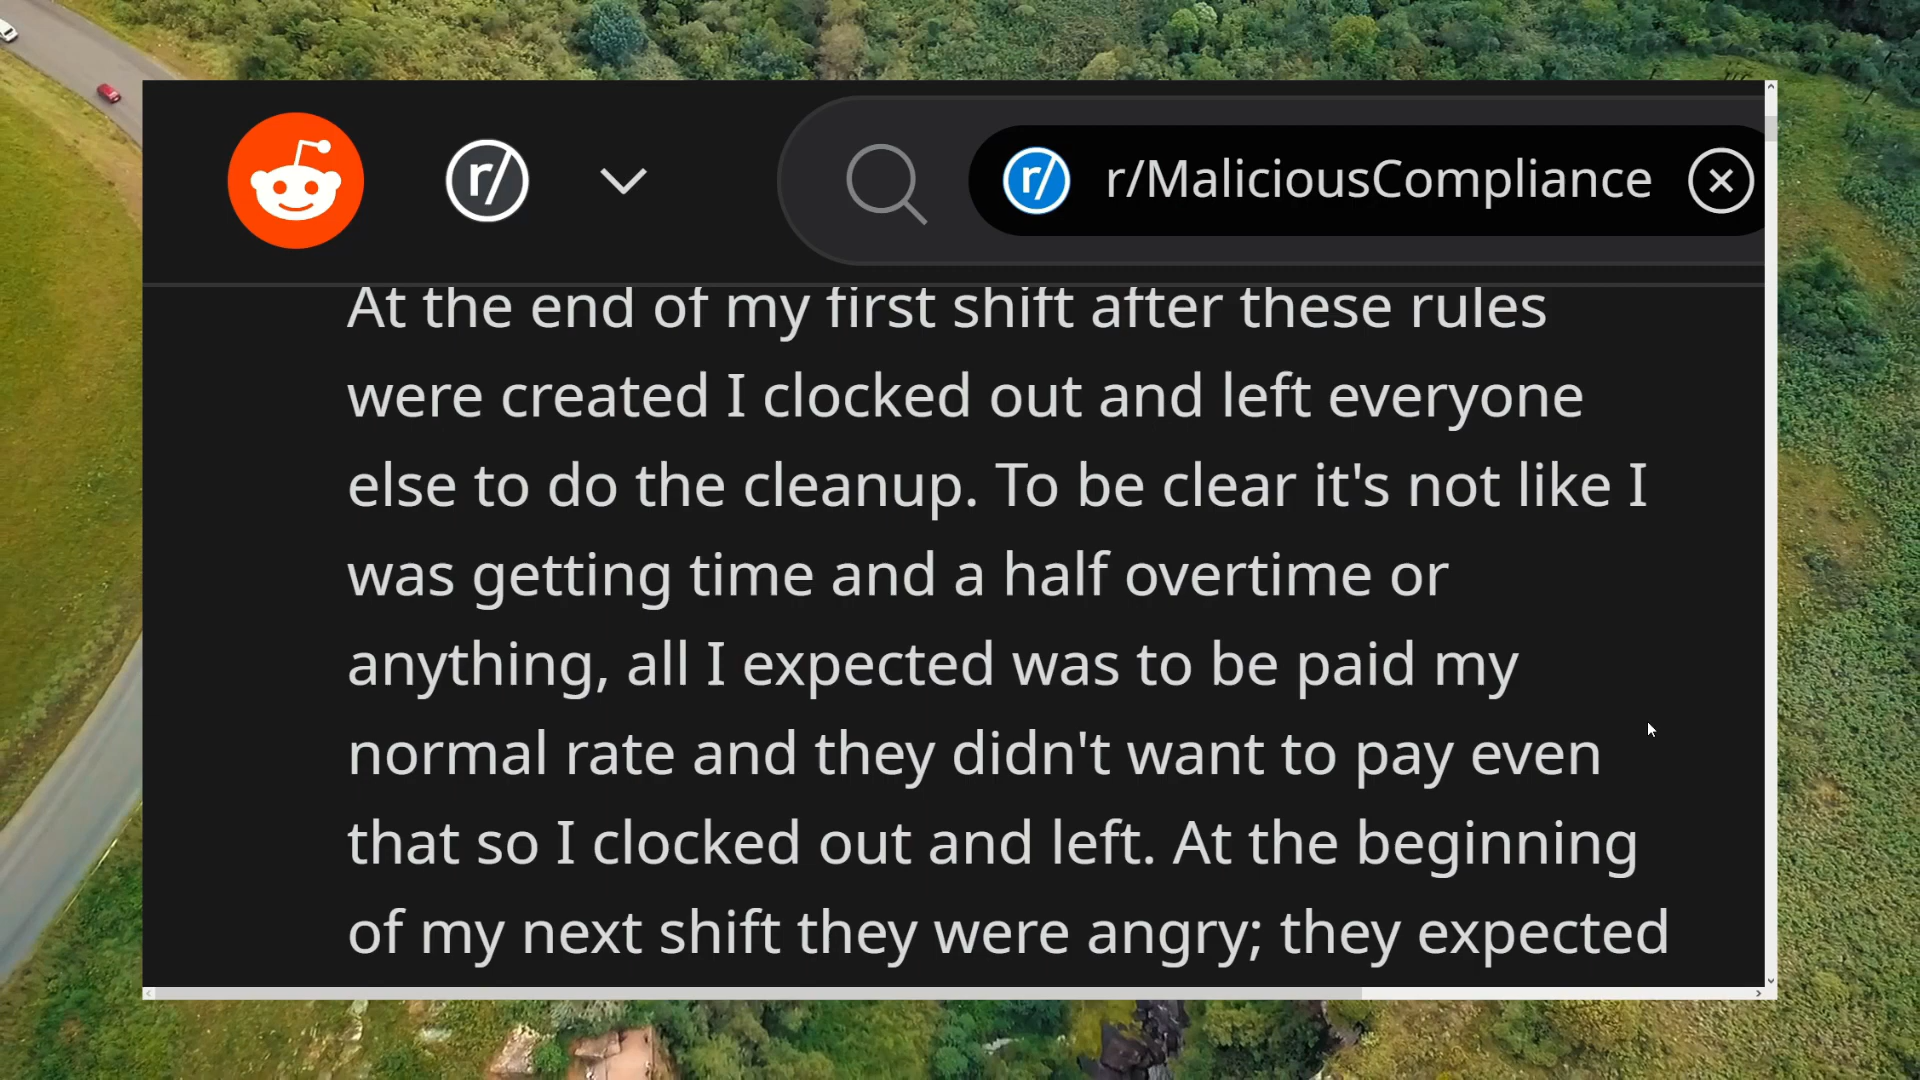 r/
r/ r/MaliciousCompliance
At the end of my first shift after these rules
were created I clocked out and left everyone
else to do the cleanup. To be clear it's not like I
was getting time and a half overtime or
anything, all I expected was to be paid my
normal rate and they didn't want to pay even
that so I clocked out and left. At the beginning
of my next shift they were angry; they expected